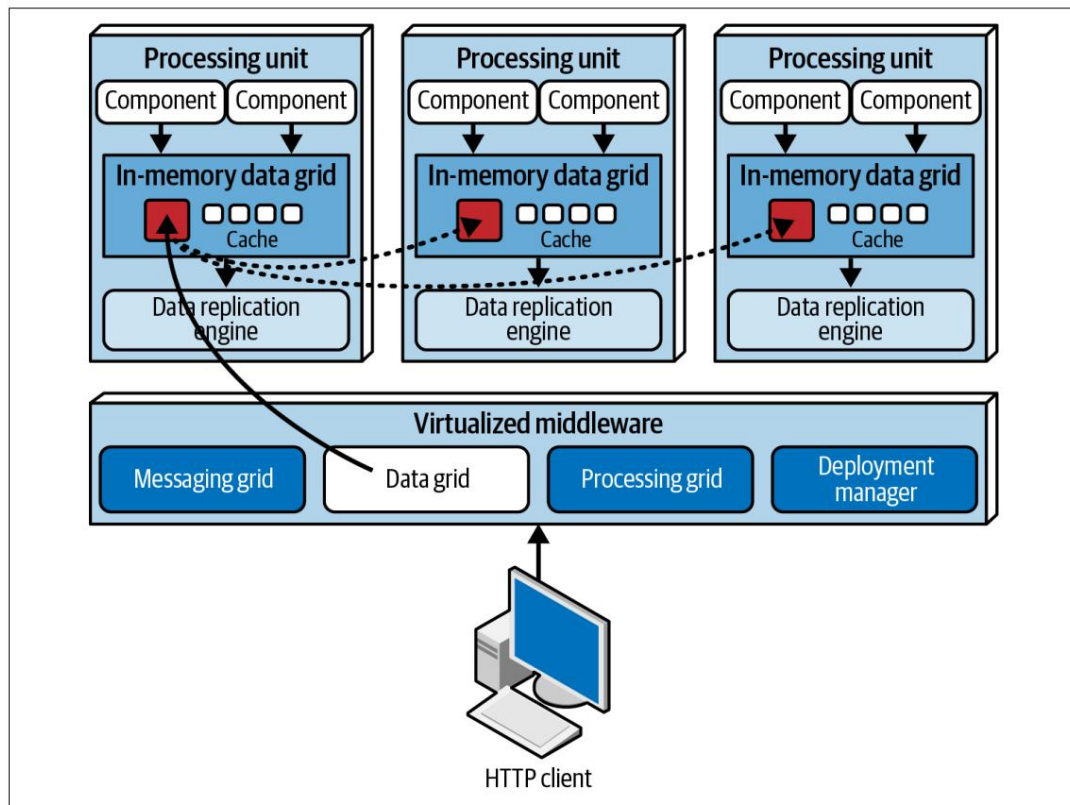 Processing unit
Component Component
In-memory data grid
Cache
Data replication
engine
Processing unit
Component Component
In-memory data grid
Cache
Data replication
engine
Processing unit
Component Component
In-memory data grid
Cache
Data replication
engine
Virtualized middleware
Messaging grid
Data grid
Processing grid
Deployment
manager
HTTP client